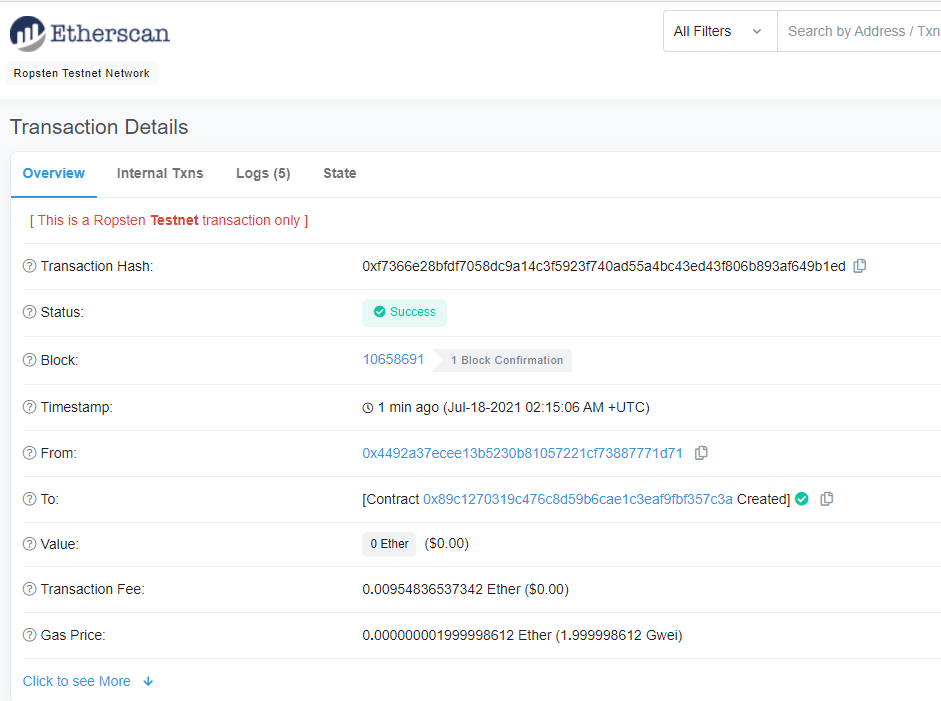 Etherscan
All Filters
Search by Address / Txn
Ropsten Testnet Network
Transaction Details
Overview Internal Txns Logs (5) State
[ This is a Ropsten Testnet transaction only ]
Transaction Hash: 0xf7366e28bfdf7058dc9a14c3f5923f740ad55a4bc43ed43f806b893af649b1ed
Status: Success
Block: 10658691 1 Block Confirmation
Timestamp: 1 min ago (Jul-18-2021 02:15:06 AM +UTC)
From: 0x4492a37ecee13b5230b81057221cf73887771d71
To: [Contract 0x89c1270319c476c8d59b6cae1c3eaf9fbf357c3a Created]
Value: 0 Ether ($0.00)
Transaction Fee: 0.00954836537342 Ether ($0.00)
Gas Price: 0.000000001999998612 Ether (1.999998612 Gwei)
Click to see More